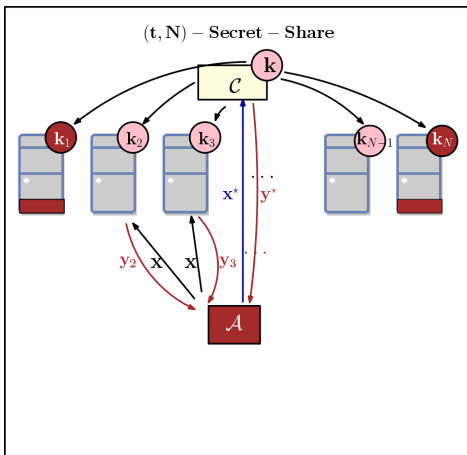 (t, N) – Secret – Share
k
C
k₁ k₂ k₃ kN−1 kN
. . .
x⋆ y⋆
y₂ x x y₃ . . .
A